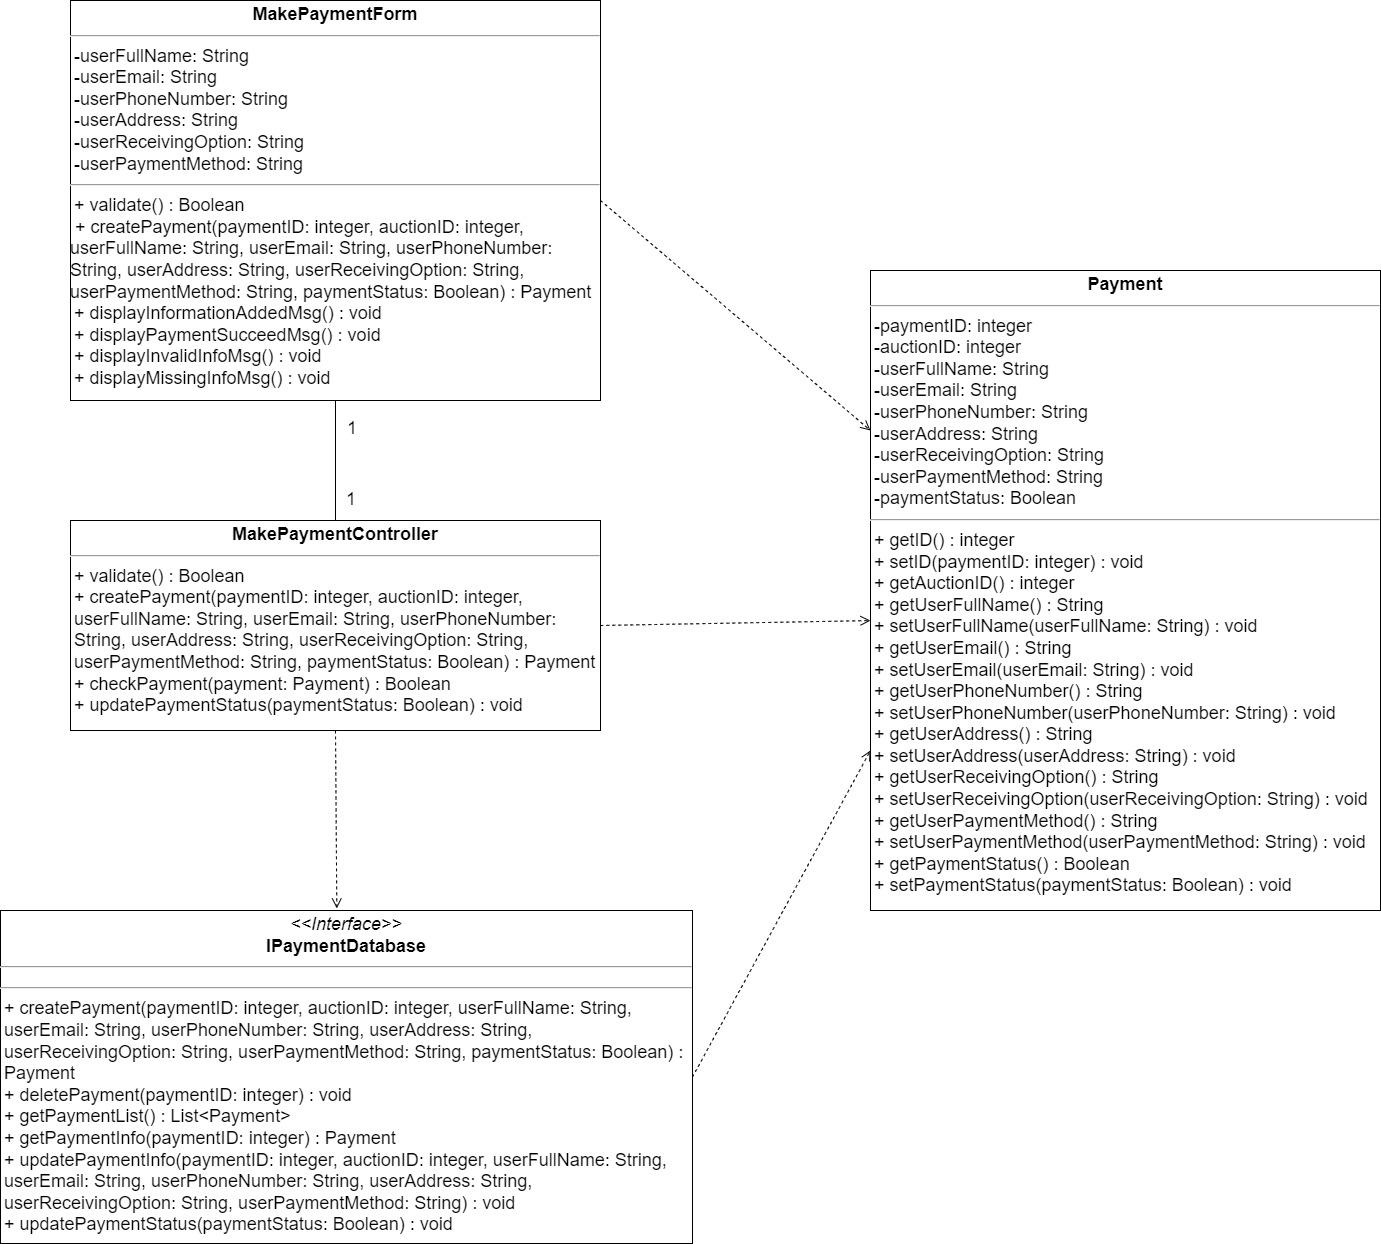 MakePaymentForm
-userFullName: String
-userEmail: String
-userPhoneNumber: String
-userAddress: String
-userReceivingOption: String
-userPaymentMethod: String
+ validate() : Boolean
+ createPayment(paymentID: integer, auctionID: integer,
userFullName: String, userEmail: String, userPhoneNumber:
String, userAddress: String, userReceivingOption: String,
userPaymentMethod: String, paymentStatus: Boolean) : Payment
+ displayInformationAddedMsg() : void
+ displayPaymentSucceedMsg() : void
+ displayInvalidInfoMsg() : void
+ displayMissingInfoMsg() : void
1
1
MakePaymentController
+ validate() : Boolean
+ createPayment(paymentID: integer, auctionID: integer,
userFullName: String, userEmail: String, userPhoneNumber:
String, userAddress: String, userReceivingOption: String,
userPaymentMethod: String, paymentStatus: Boolean) : Payment
+ checkPayment(payment: Payment) : Boolean
+ updatePaymentStatus(paymentStatus: Boolean) : void
Payment
-paymentID: integer
-auctionID: integer
-userFullName: String
-userEmail: String
-userPhoneNumber: String
-userAddress: String
-userReceivingOption: String
-userPaymentMethod: String
-paymentStatus: Boolean
+ getID() : integer
+ setID(paymentID: integer) : void
+ getAuctionID() : integer
+ getUserFullName() : String
+ setUserFullName(userFullName: String) : void
+ getUserEmail() : String
+ setUserEmail(userEmail: String) : void
+ getUserPhoneNumber() : String
+ setUserPhoneNumber(userPhoneNumber: String) : void
+ getUserAddress() : String
+ setUserAddress(userAddress: String) : void
+ getUserReceivingOption() : String
+ setUserReceivingOption(userReceivingOption: String) : void
+ getUserPaymentMethod() : String
+ setUserPaymentMethod(userPaymentMethod: String) : void
+ getPaymentStatus() : Boolean
+ setPaymentStatus(paymentStatus: Boolean) : void
<<Interface>>
IPaymentDatabase
+ createPayment(paymentID: integer, auctionID: integer, userFullName: String,
userEmail: String, userPhoneNumber: String, userAddress: String,
userReceivingOption: String, userPaymentMethod: String, paymentStatus: Boolean) :
Payment
+ deletePayment(paymentID: integer) : void
+ getPaymentList() : List<Payment>
+ getPaymentInfo(paymentID: integer) : Payment
+ updatePaymentInfo(paymentID: integer, auctionID: integer, userFullName: String,
userEmail: String, userPhoneNumber: String, userAddress: String,
userReceivingOption: String, userPaymentMethod: String) : void
+ updatePaymentStatus(paymentStatus: Boolean) : void